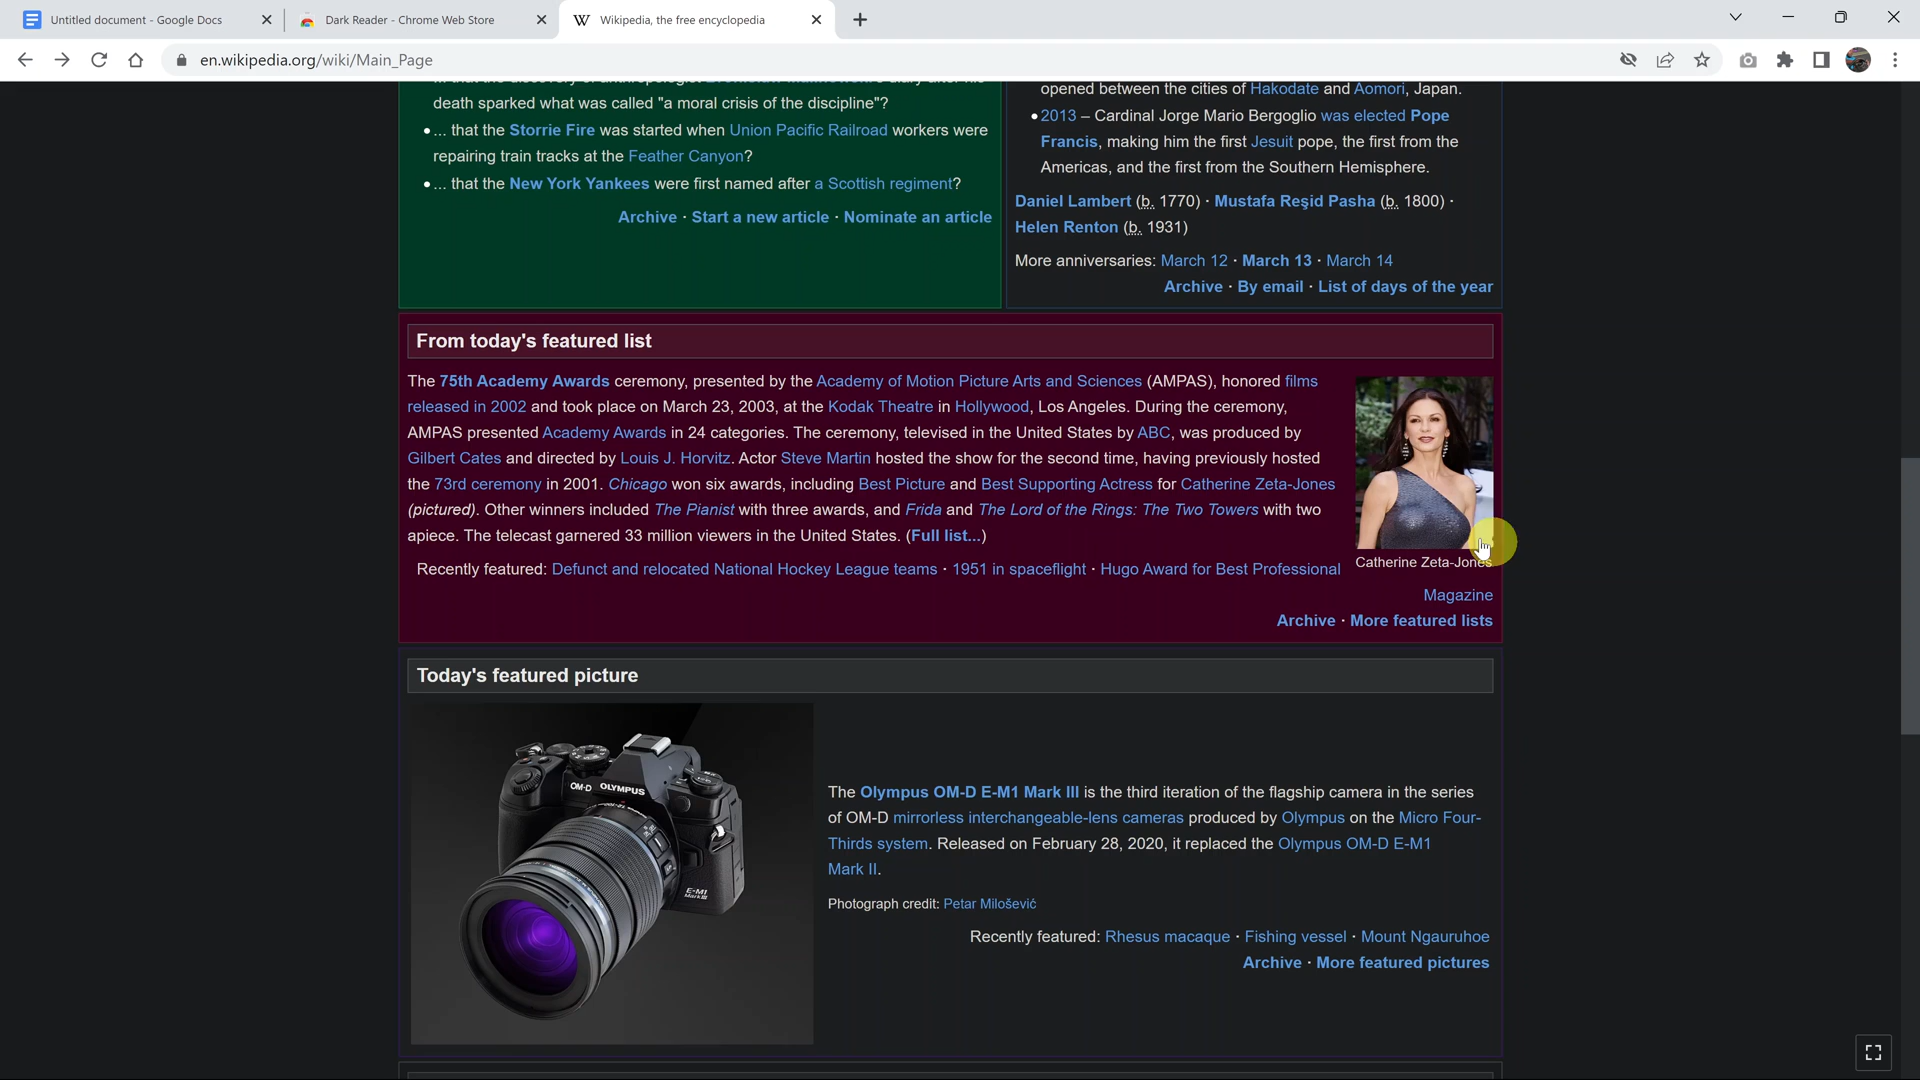 Untitled document - Google Docs
Dark Reader - Chrome Web Store
Wikipedia, the free encyclopedia
en.wikipedia.org/wiki/Main_Page
death sparked what was called "a moral crisis of the discipline"?
... that the Storrie Fire was started when Union Pacific Railroad workers were
repairing train tracks at the Feather Canyon?
... that the New York Yankees were first named after a Scottish regiment?
Archive · Start a new article · Nominate an article
opened between the cities of Hakodate and Aomori, Japan.
2013 – Cardinal Jorge Mario Bergoglio was elected Pope
Francis, making him the first Jesuit pope, the first from the
Americas, and the first from the Southern Hemisphere.
Daniel Lambert (b. 1770) · Mustafa Reşid Pasha (b. 1800) ·
Helen Renton (b. 1931)
More anniversaries: March 12 · March 13 · March 14
Archive · By email · List of days of the year
From today's featured list
The 75th Academy Awards ceremony, presented by the Academy of Motion Picture Arts and Sciences (AMPAS), honored films
released in 2002 and took place on March 23, 2003, at the Kodak Theatre in Hollywood, Los Angeles. During the ceremony,
AMPAS presented Academy Awards in 24 categories. The ceremony, televised in the United States by ABC, was produced by
Gilbert Cates and directed by Louis J. Horvitz. Actor Steve Martin hosted the show for the second time, having previously hosted
the 73rd ceremony in 2001. Chicago won six awards, including Best Picture and Best Supporting Actress for Catherine Zeta-Jones
(pictured). Other winners included The Pianist with three awards, and Frida and The Lord of the Rings: The Two Towers with two
apiece. The telecast garnered 33 million viewers in the United States. (Full list...)
Catherine Zeta-Jones
Recently featured: Defunct and relocated National Hockey League teams · 1951 in spaceflight · Hugo Award for Best Professional
Magazine
Archive · More featured lists
Today's featured picture
OM-D OLYMPUS
E-M1
Mark III
The Olympus OM-D E-M1 Mark III is the third iteration of the flagship camera in the series
of OM-D mirrorless interchangeable-lens cameras produced by Olympus on the Micro Four-
Thirds system. Released on February 28, 2020, it replaced the Olympus OM-D E-M1
Mark II.
Photograph credit: Petar Milošević
Recently featured: Rhesus macaque · Fishing vessel · Mount Ngauruhoe
Archive · More featured pictures